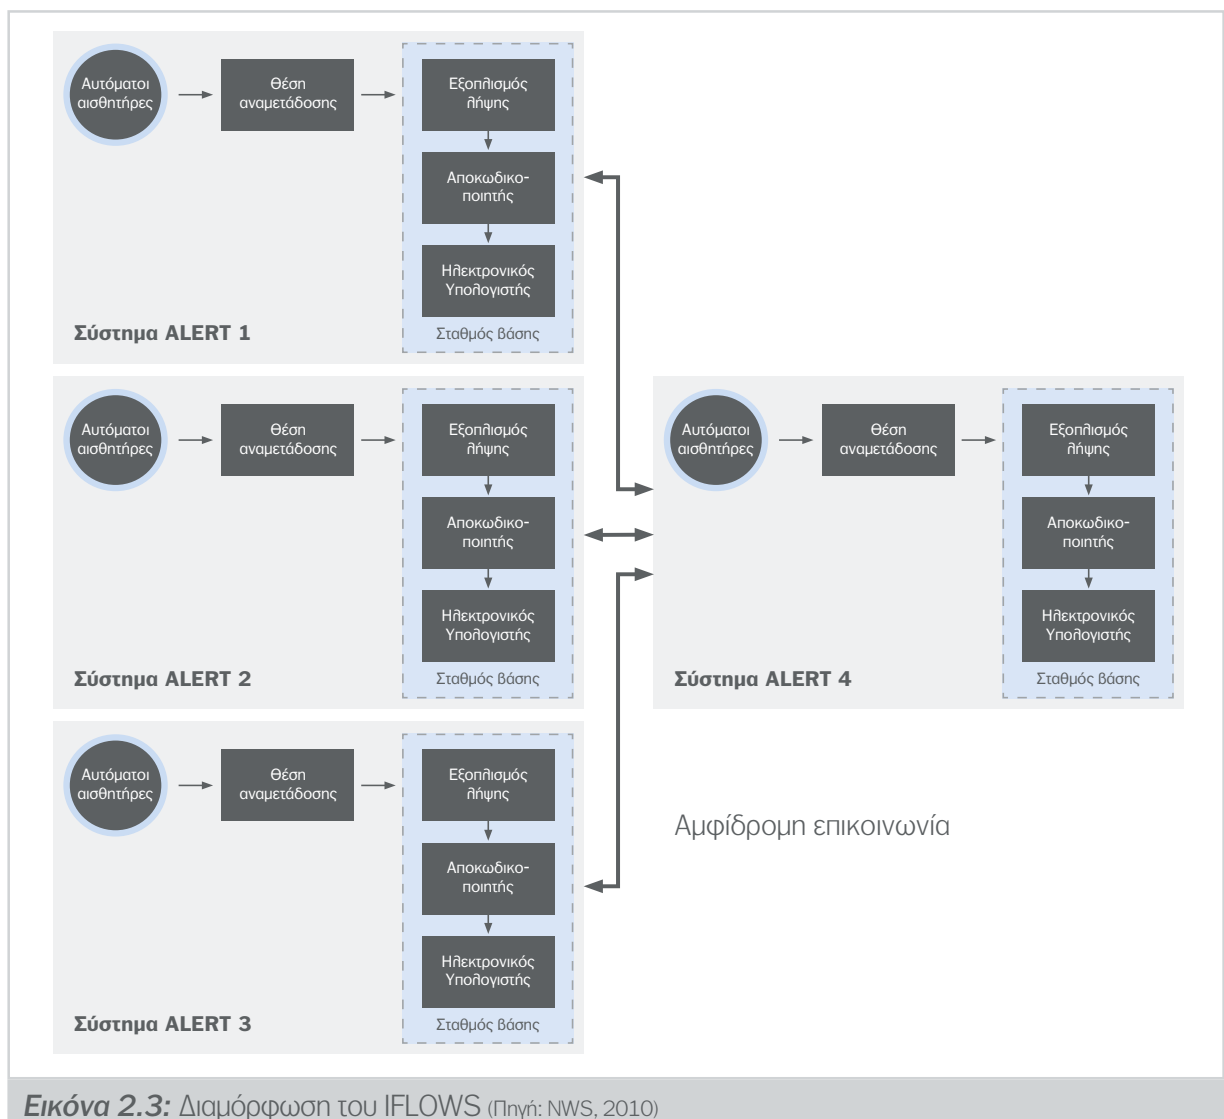 Αυτόματοι
αισθητήρες
Θέση
αναμετάδοσης
Εξοπλισμός
λήψης
Αποκωδικο-
ποιητής
Ηλεκτρονικός
Υπολογιστής
Σταθμός βάσης
Σύστημα ALERT 1
Αυτόματοι
αισθητήρες
Θέση
αναμετάδοσης
Εξοπλισμός
λήψης
Αποκωδικο-
ποιητής
Ηλεκτρονικός
Υπολογιστής
Σταθμός βάσης
Σύστημα ALERT 2
Αυτόματοι
αισθητήρες
Θέση
αναμετάδοσης
Εξοπλισμός
λήψης
Αποκωδικο-
ποιητής
Ηλεκτρονικός
Υπολογιστής
Σταθμός βάσης
Σύστημα ALERT 4
Αυτόματοι
αισθητήρες
Θέση
αναμετάδοσης
Εξοπλισμός
λήψης
Αποκωδικο-
ποιητής
Ηλεκτρονικός
Υπολογιστής
Σταθμός βάσης
Σύστημα ALERT 3
Αμφίδρομη επικοινωνία
Εικόνα 2.3: Διαμόρφωση του IFLOWS (Πηγή: NWS, 2010)